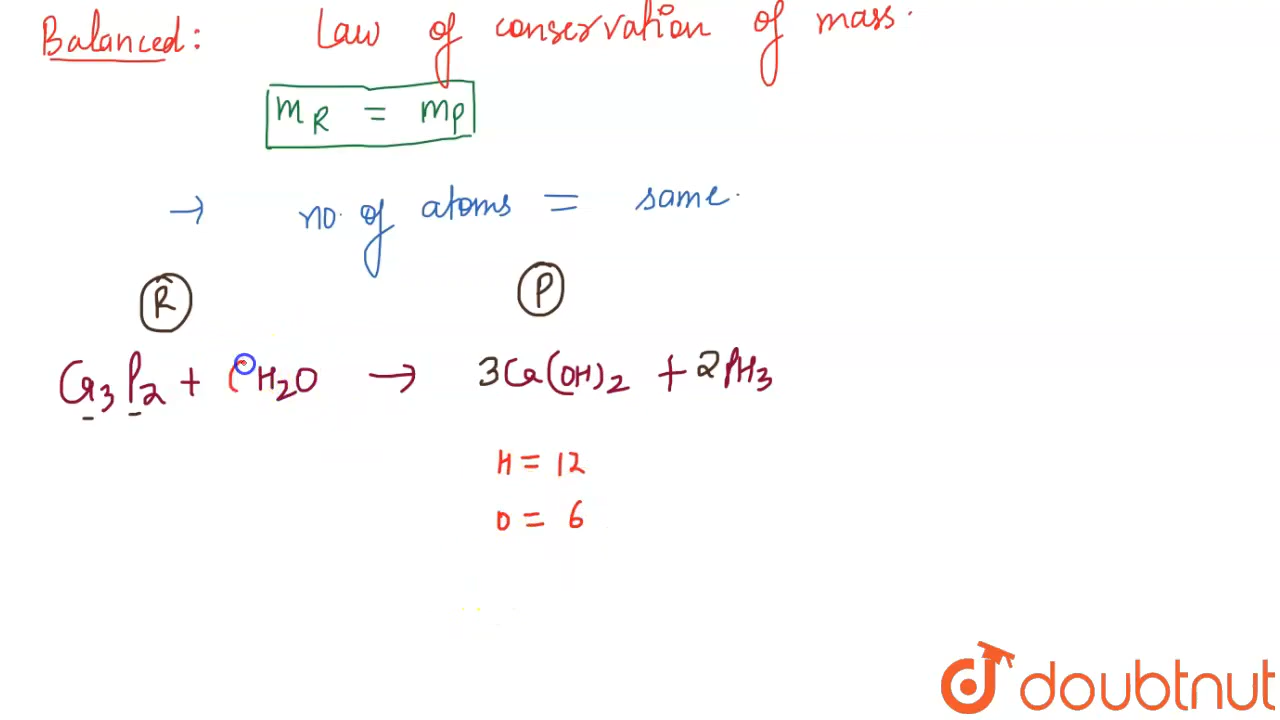 Balanced: Law of conservation of mass.
mR = mP
→ no. of atoms = same.
R P
Ca3P2 + H2O → 3Ca(OH)2 + 2PH3
H = 12
O = 6
doubtnut